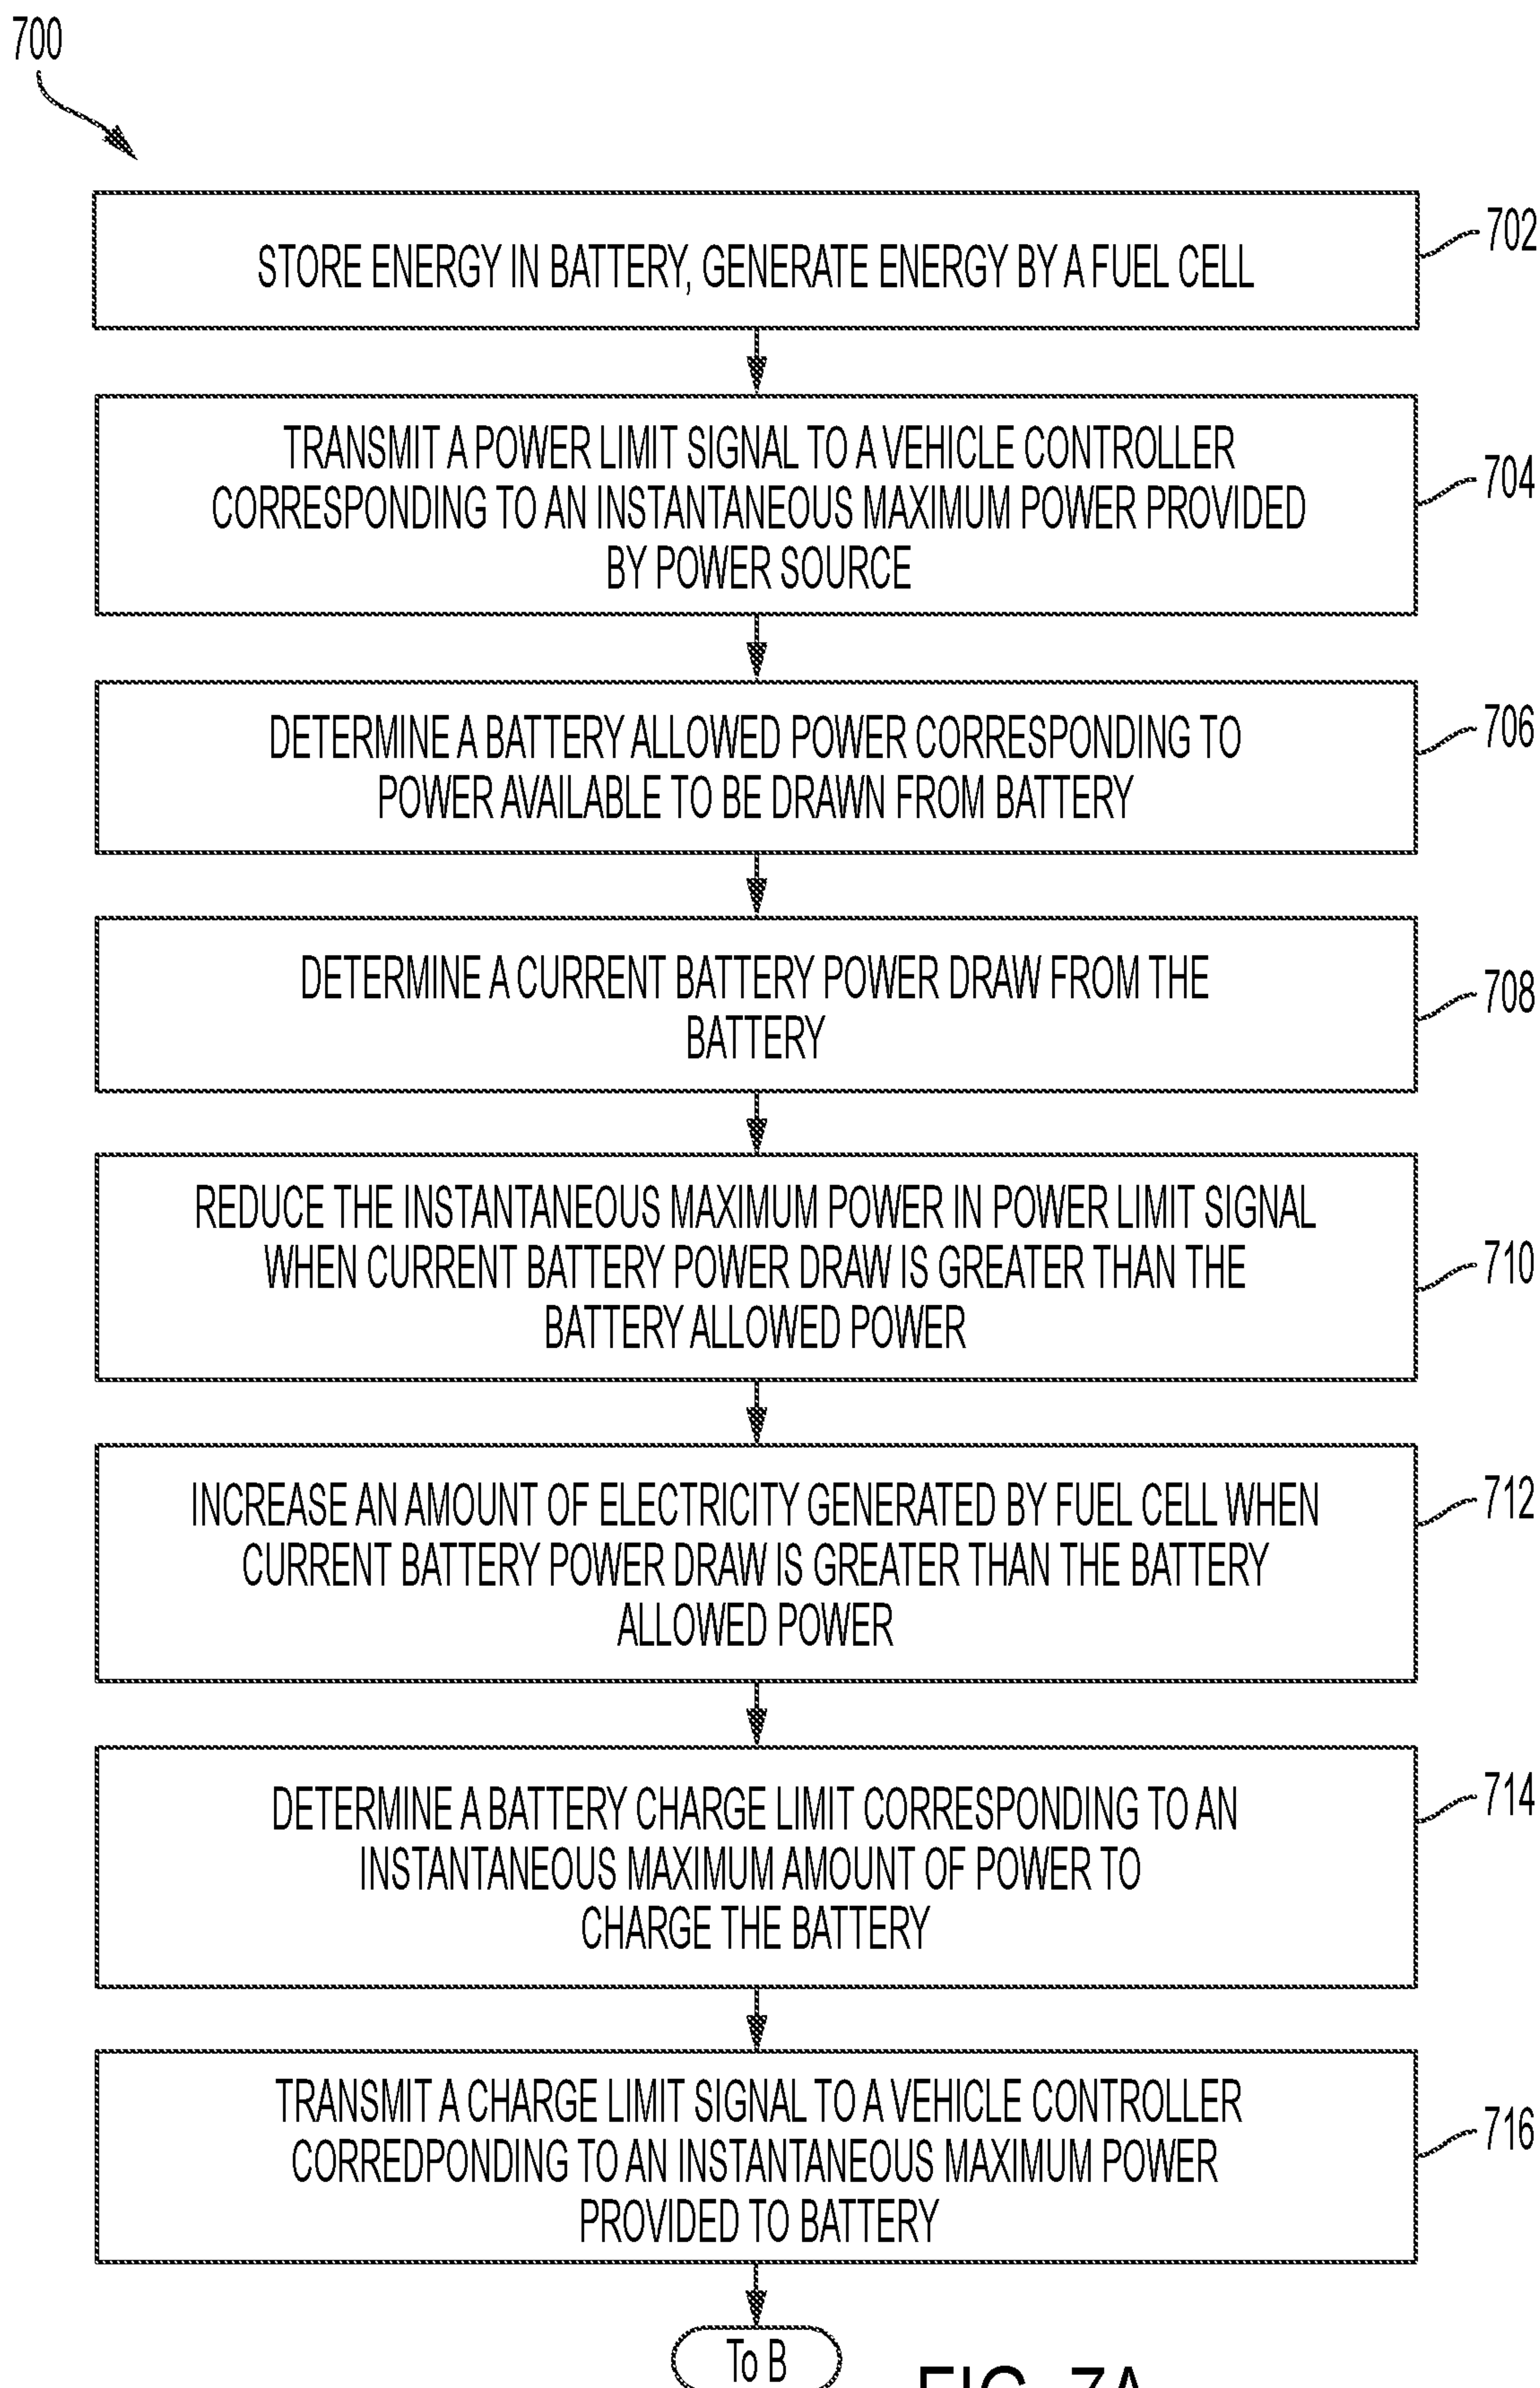 700
STORE ENERGY IN BATTERY, GENERATE ENERGY BY A FUEL CELL
702
TRANSMIT A POWER LIMIT SIGNAL TO A VEHICLE CONTROLLER
CORRESPONDING TO AN INSTANTANEOUS MAXIMUM POWER PROVIDED
BY POWER SOURCE
704
DETERMINE A BATTERY ALLOWED POWER CORRESPONDING TO
POWER AVAILABLE TO BE DRAWN FROM BATTERY
706
DETERMINE A CURRENT BATTERY POWER DRAW FROM THE
BATTERY
708
REDUCE THE INSTANTANEOUS MAXIMUM POWER IN POWER LIMIT SIGNAL
WHEN CURRENT BATTERY POWER DRAW IS GREATER THAN THE
BATTERY ALLOWED POWER
710
INCREASE AN AMOUNT OF ELECTRICITY GENERATED BY FUEL CELL WHEN
CURRENT BATTERY POWER DRAW IS GREATER THAN THE BATTERY
ALLOWED POWER
712
DETERMINE A BATTERY CHARGE LIMIT CORRESPONDING TO AN
INSTANTANEOUS MAXIMUM AMOUNT OF POWER TO
CHARGE THE BATTERY
714
TRANSMIT A CHARGE LIMIT SIGNAL TO A VEHICLE CONTROLLER
CORREDPONDING TO AN INSTANTANEOUS MAXIMUM POWER
PROVIDED TO BATTERY
716
To B
FIG. 7A